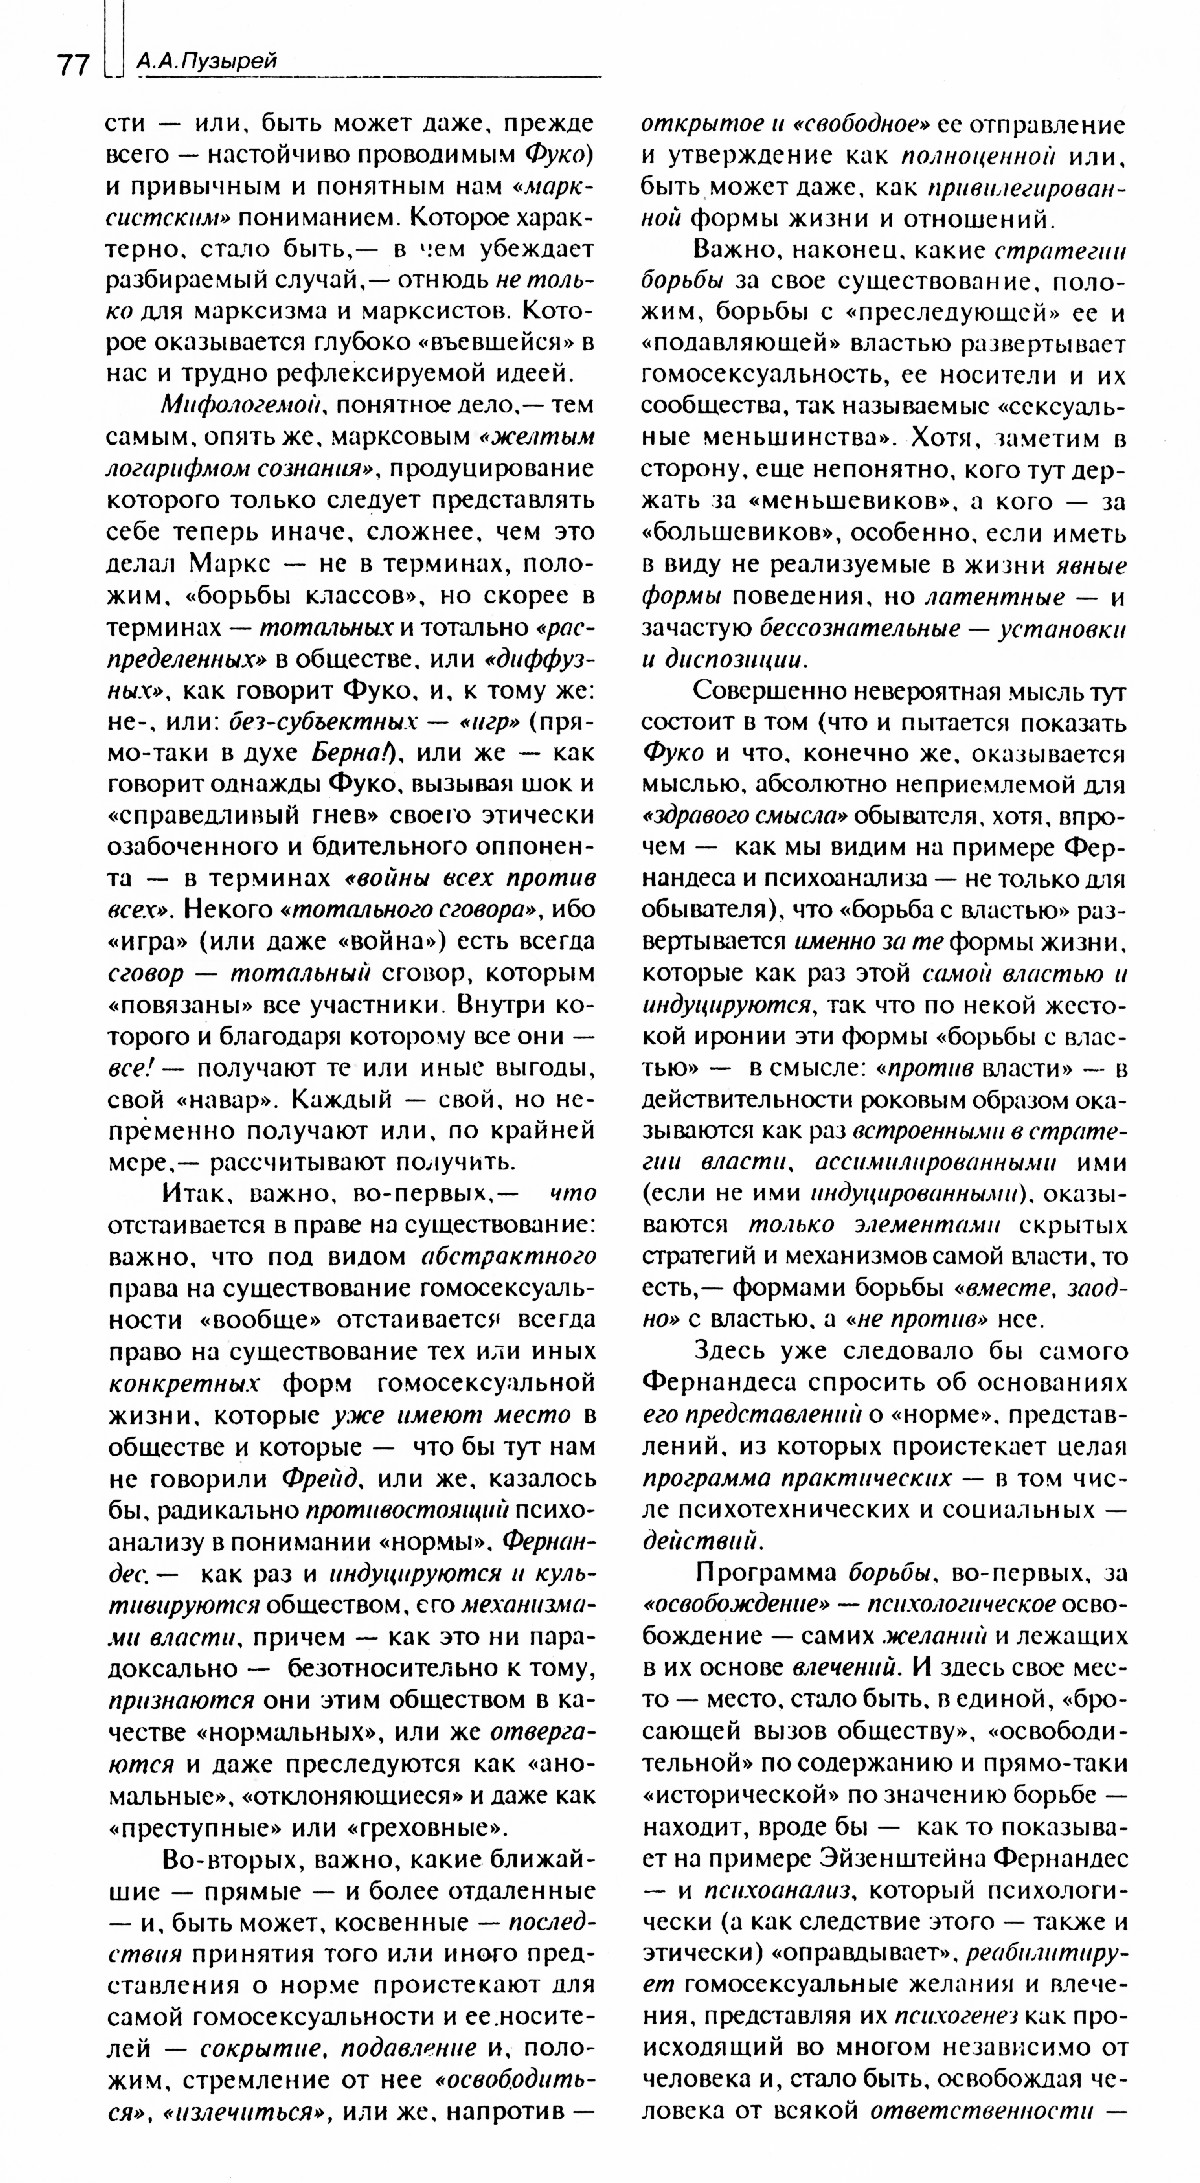 77
А.А.Пузырей
сти — или, быть может даже, прежде
всего — настойчиво проводимым Фуко)
и привычным и понятным нам «марк-
систским» пониманием. Которое харак-
терно, стало быть,— в чем убеждает
разбираемый случай,— отнюдь не толь-
ко для марксизма и марксистов. Кото-
рое оказывается глубоко «въевшейся» в
нас и трудно рефлексируемой идеей.
Мифологемой, понятное дело,— тем
самым, опять же, марксовым «желтым
логарифмом сознания», продуцирование
которого только следует представлять
себе теперь иначе, сложнее, чем это
делал Маркс — не в терминах, поло-
жим, «борьбы классов», но скорее в
терминах — тотальных и тотально «рас-
пределенных» в обществе, или «диффуз-
ных», как говорит Фуко, и, к тому же:
не-, или: без-субъектных — «игр» (пря-
мо-таки в духе Берна!), или же — как
говорит однажды Фуко, вызывая шок и
«справедливый гнев» своего этически
озабоченного и бдительного оппонен-
та — в терминах «войны всех против
всех». Некого «тотального сговора», ибо
«игра» (или даже «война») есть всегда
сговор — тотальный сговор, которым
«повязаны» все участники. Внутри ко-
торого и благодаря которому все они —
все! — получают те или иные выгоды,
свой «навар». Каждый — свой, но не-
пременно получают или, по крайней
мере,— рассчитывают получить.
Итак, важно, во-первых,— что
отстаивается в праве на существование:
важно, что под видом абстрактного
права на существование гомосексуаль-
ности «вообще» отстаивается всегда
право на существование тех или иных
конкретных форм гомосексуальной
жизни, которые уже имеют место в
обществе и которые — что бы тут нам
не говорили Фрейд, или же, казалось
бы, радикально противостоящий психо-
анализу в понимании «нормы», Фернан-
дес,— как раз и индуцируются и куль-
тивируются обществом, его механизма-
ми власти, причем — как это ни пара-
доксально — безотносительно к тому,
признаются они этим обществом в ка-
честве «нормальных», или же отверга-
ются и даже преследуются как «ано-
мальные», «отклоняющиеся» и даже как
«преступные» или «греховные».
Во-вторых, важно, какие ближай-
шие — прямые — и более отдаленные
— и, быть может, косвенные — послед-
ствия принятия того или иного пред-
ставления о норме проистекают для
самой гомосексуальности и ее носите-
лей — сокрытие, подавление и, поло-
жим, стремление от нее «освободить-
ся», «излечиться», или же, напротив —
открытое и «свободное» ее отправление
и утверждение как полноценной или,
быть может даже, как привилегирован-
ной формы жизни и отношений.
Важно, наконец, какие стратегии
борьбы за свое существование, поло-
жим, борьбы с «преследующей» ее и
«подавляющей» властью развертывает
гомосексуальность, ее носители и их
сообщества, так называемые «сексуаль-
ные меньшинства». Хотя, заметим в
сторону, еще непонятно, кого тут дер-
жать за «меньшевиков», а кого — за
«большевиков», особенно, если иметь
в виду не реализуемые в жизни явные
формы поведения, но латентные — и
зачастую бессознательные — установки
и диспозиции.
Совершенно невероятная мысль тут
состоит в том (что и пытается показать
Фуко и что, конечно же, оказывается
мыслью, абсолютно неприемлемой для
«здравого смысла» обывателя, хотя, впро-
чем — как мы видим на примере Фер-
нандеса и психоанализа — не только для
обывателя), что «борьба с властью» раз-
вертывается именно за те формы жизни,
которые как раз этой самой властью и
индуцируются, так что по некой жесто-
кой иронии эти формы «борьбы с влас-
тью» — в смысле: «против власти» — в
действительности роковым образом ока-
зываются как раз встроенными в страте-
гии власти, ассимилированными ими
(если не ими индуцированными), оказы-
ваются только элементами скрытых
стратегий и механизмов самой власти, то
есть,— формами борьбы «вместе, заод-
но» с властью, а «не против» нее.
Здесь уже следовало бы самого
Фернандеса спросить об основаниях
его представлений о «норме», представ-
лений, из которых проистекает целая
программа практических — в том чис-
ле психотехнических и социальных —
действий.
Программа борьбы, во-первых, за
«освобождение» — психологическое осво-
бождение — самих желаний и лежащих
в их основе влечений. И здесь свое мес-
то — место, стало быть, в единой, «бро-
сающей вызов обществу», «освободи-
тельной» по содержанию и прямо-таки
«исторической» по значению борьбе —
находит, вроде бы — как то показыва-
ет на примере Эйзенштейна Фернандес
— и психоанализ, который психологи-
чески (а как следствие этого — также и
этически) «оправдывает», реабилитиру-
ет гомосексуальные желания и влече-
ния, представляя их психогенез как про-
исходящий во многом независимо от
человека и, стало быть, освобождая че-
ловека от всякой ответственности —